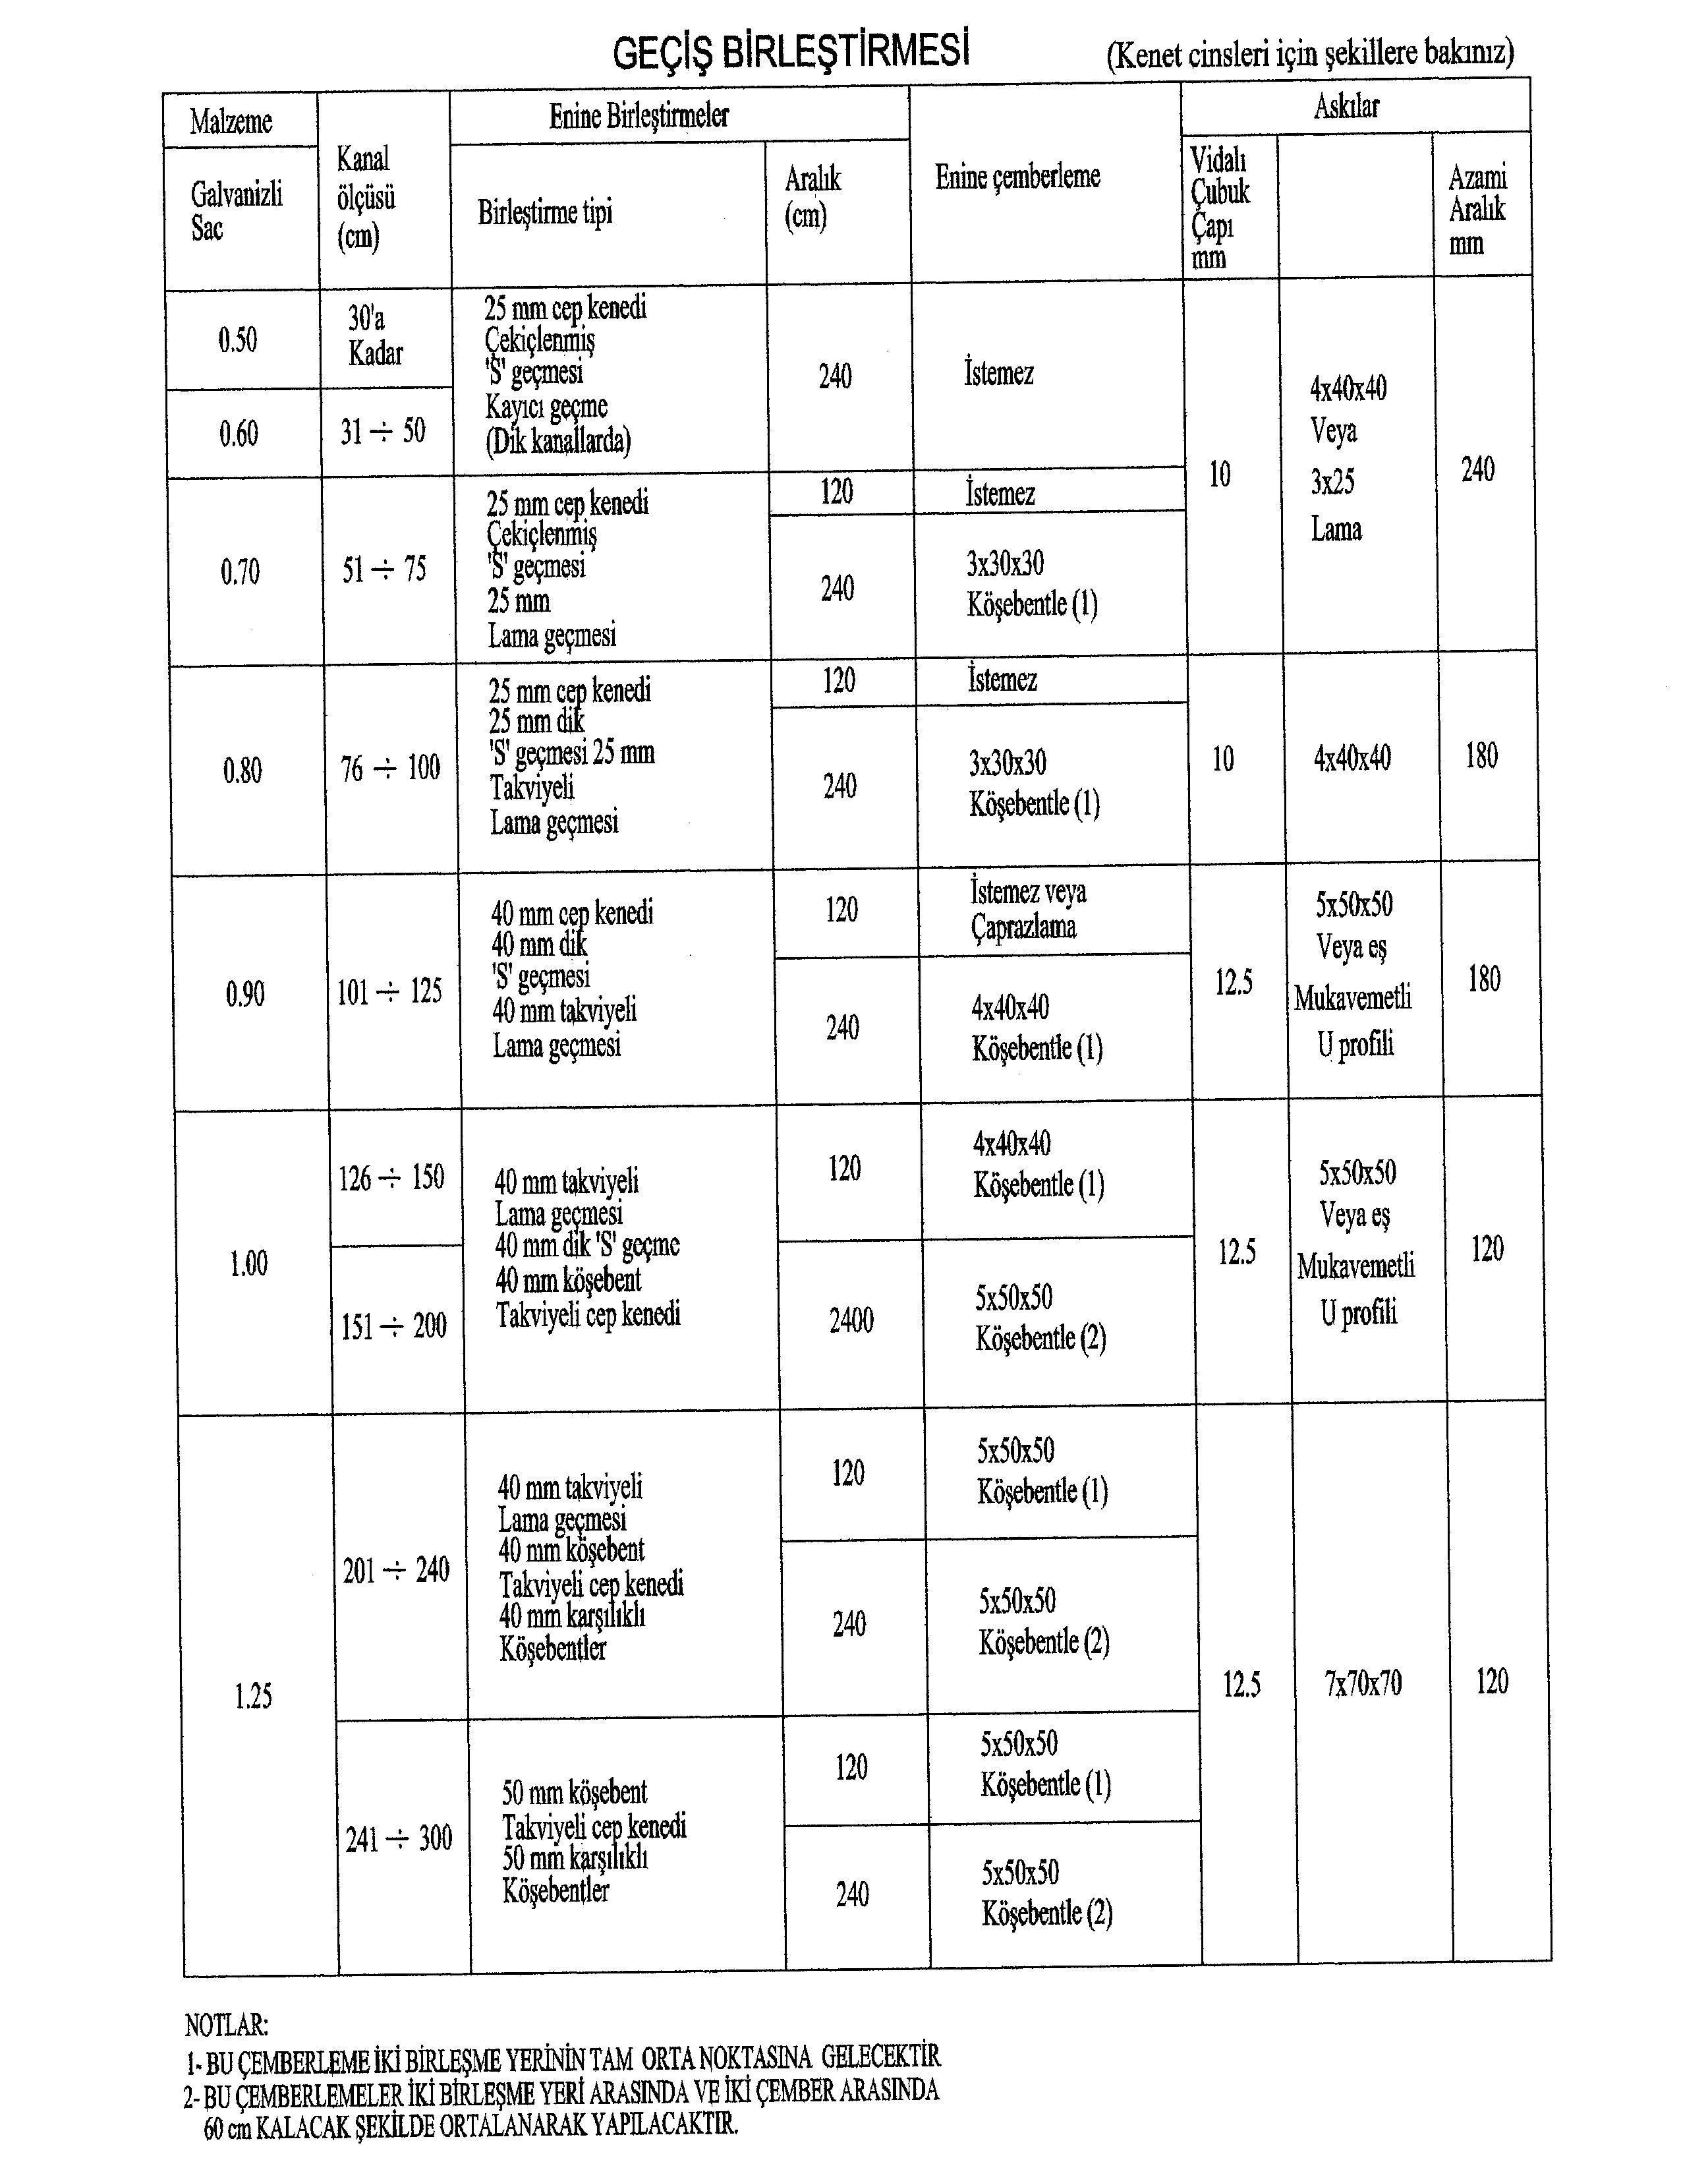 GEÇİŞ BİRLEŞTİRMESİ (Kenet cinsleri için şekillere bakınız)
Malzeme
Galvanizli
Sac
Kanal
ölçüsü
(cm)
Enine Birleştirmeler
Birleştirme tipi
Aralık
(cm)
Enine çemberleme
Askılar
Vidalı
Çubuk
Çapı
mm
Azami
Aralık
mm
0.50
30'a
Kadar
0.60
31 ÷ 50
25 mm cep kenedi
Çekiçlenmiş
'S' geçmesi
Kayıcı geçme
(Dik kanallarda)
240
İstemez
10
4x40x40
Veya
3x25
Lama
240
0.70
51 ÷ 75
25 mm cep kenedi
Çekiçlenmiş
'S' geçmesi
25 mm
Lama geçmesi
120
İstemez
240
3x30x30
Köşebentle (1)
0.80
76 ÷ 100
25 mm cep kenedi
25 mm dik
'S' geçmesi 25 mm
Takviyeli
Lama geçmesi
120
İstemez
240
3x30x30
Köşebentle (1)
10
4x40x40
180
0.90
101 ÷ 125
40 mm cep kenedi
40 mm dik
'S' geçmesi
40 mm takviyeli
Lama geçmesi
120
İstemez veya
Çaprazlama
240
4x40x40
Köşebentle (1)
12.5
5x50x50
Veya eş
Mukavemetli
U profili
180
1.00
126 ÷ 150
151 ÷ 200
40 mm takviyeli
Lama geçmesi
40 mm dik 'S' geçme
40 mm köşebent
Takviyeli cep kenedi
120
4x40x40
Köşebentle (1)
2400
5x50x50
Köşebentle (2)
12.5
5x50x50
Veya eş
Mukavemetli
U profili
120
1.25
201 ÷ 240
40 mm takviyeli
Lama geçmesi
40 mm köşebent
Takviyeli cep kenedi
40 mm karşılıklı
Köşebentler
120
5x50x50
Köşebentle (1)
240
5x50x50
Köşebentle (2)
12.5
7x70x70
120
241 ÷ 300
50 mm köşebent
Takviyeli cep kenedi
50 mm karşılıklı
Köşebentler
120
5x50x50
Köşebentle (1)
240
5x50x50
Köşebentle (2)
NOTLAR:
1- BU ÇEMBERLEME İKİ BİRLEŞME YERİNİN TAM ORTA NOKTASINA GELECEKTİR
2- BU ÇEMBERLEMELER İKİ BİRLEŞME YERİ ARASINDA VE İKİ ÇEMBER ARASINDA
60 cm KALACAK ŞEKİLDE ORTALANARAK YAPILACAKTIR.